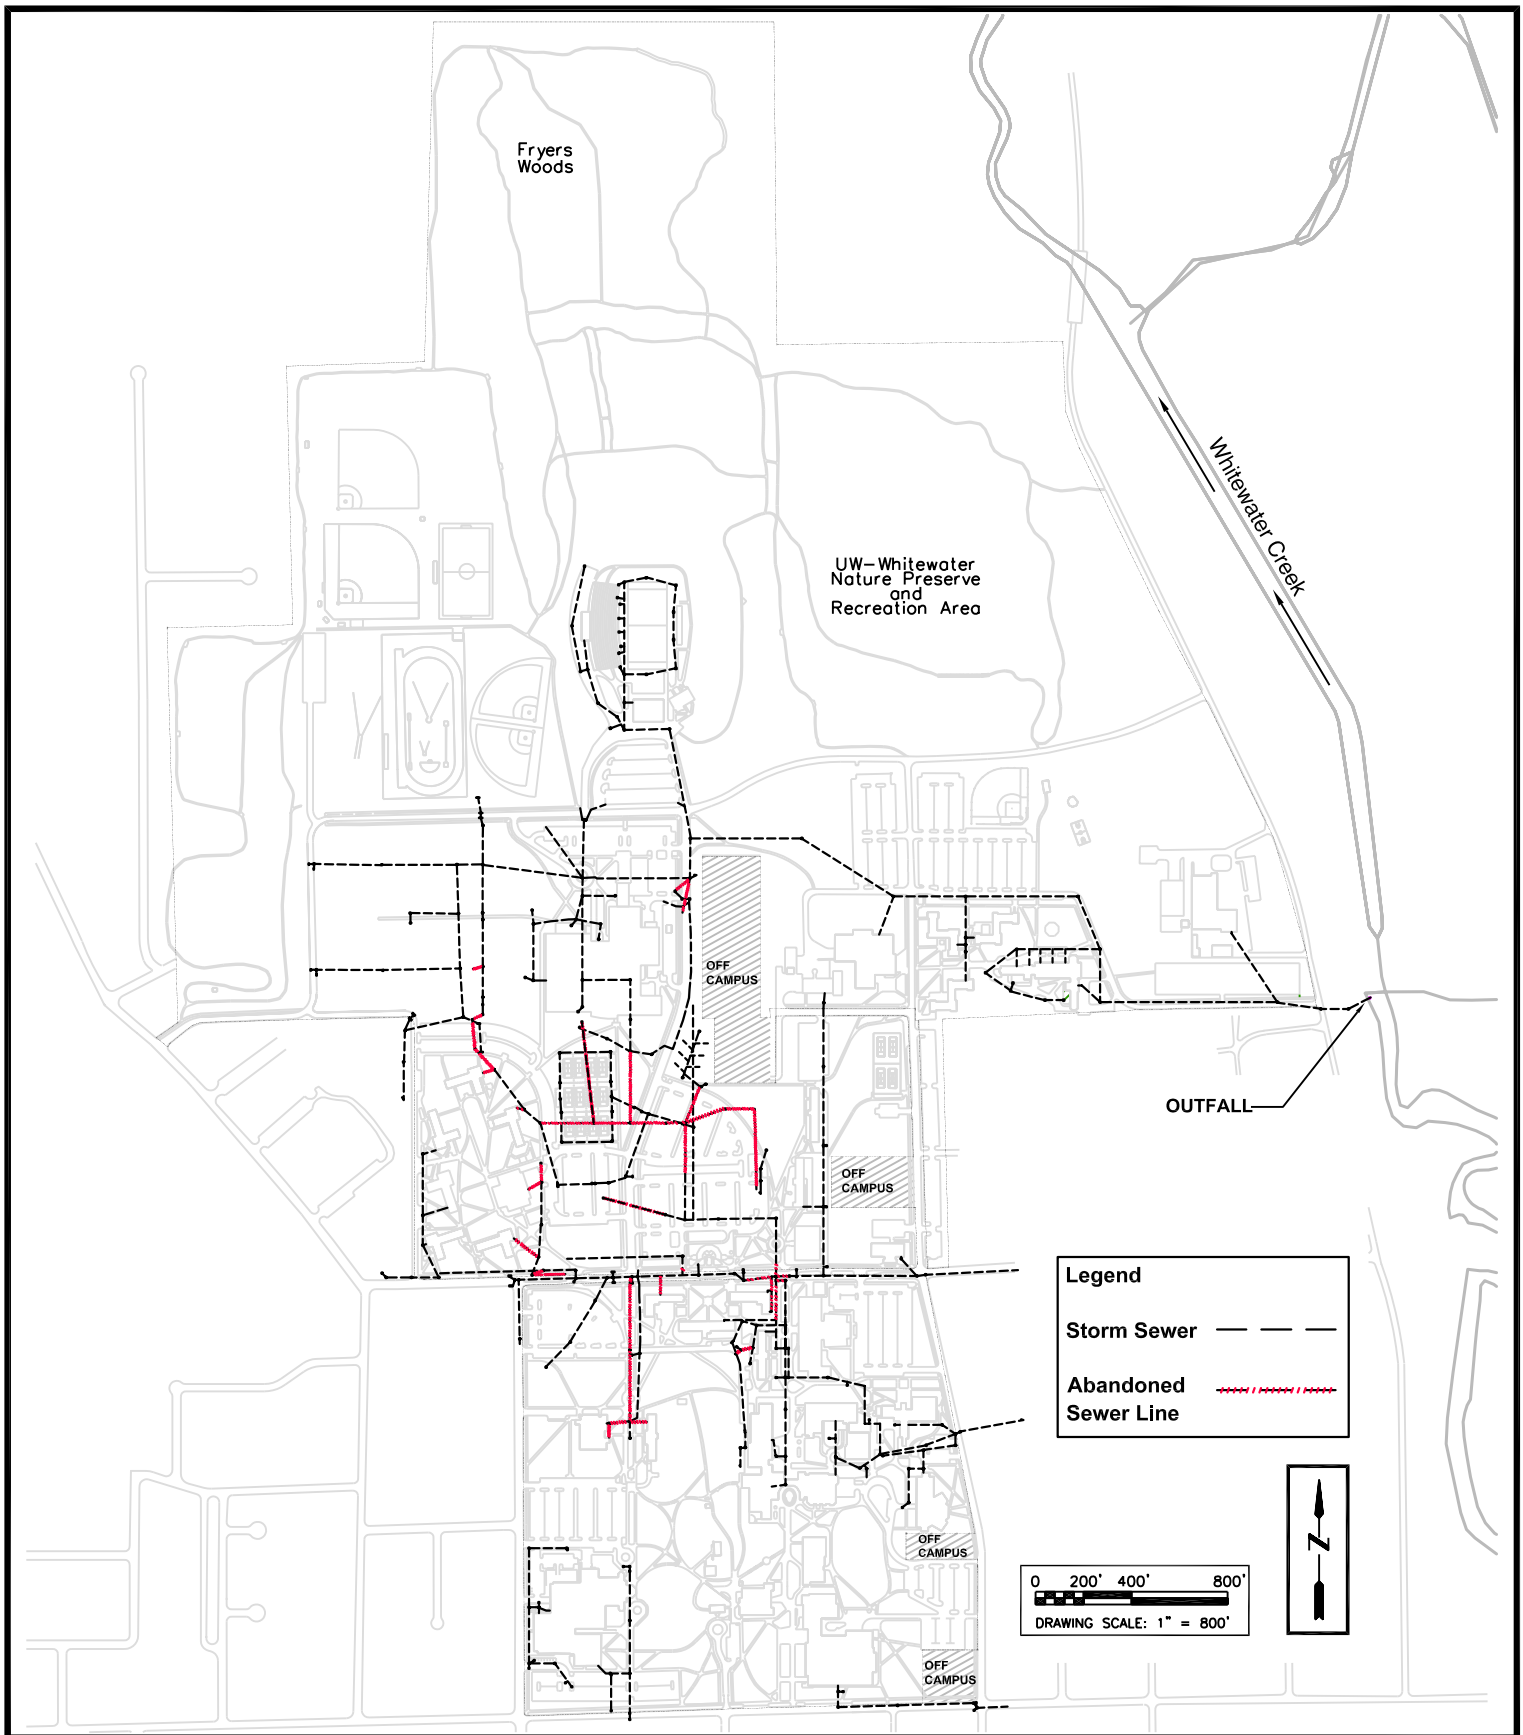 Fryers
Woods
Whitewater Creek
UW-Whitewater
Nature Preserve
and
Recreation Area
OFF
CAMPUS
OUTFALL
OFF
CAMPUS
Legend
Storm Sewer
Abandoned
Sewer Line
N
OFF
CAMPUS
0 200' 400' 800'
DRAWING SCALE: 1" = 800'
OFF
CAMPUS